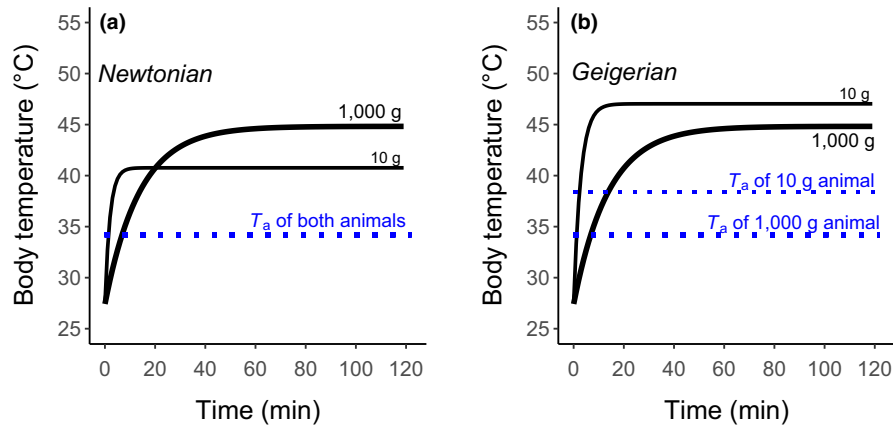 (a)
Newtonian
Body temperature (°C)
55
50
45
40
35
30
25
1,000 g
10 g
Ta of both animals
0 20 40 60 80 100 120
Time (min)
(b)
Geigerian
Body temperature (°C)
55
50
45
40
35
30
25
10 g
1,000 g
Ta of 10 g animal
Ta of 1,000 g animal
0 20 40 60 80 100 120
Time (min)